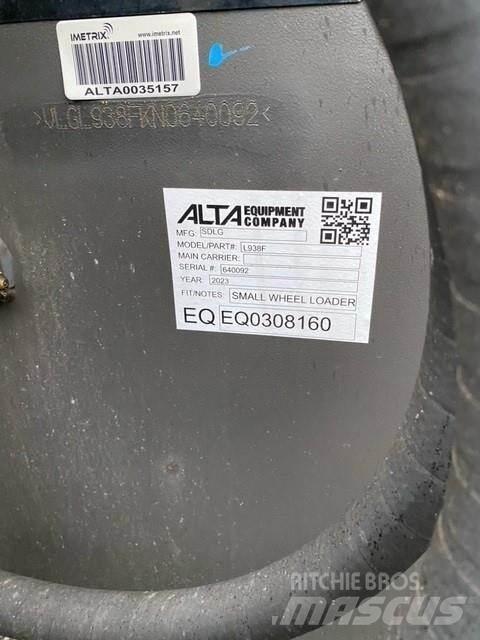 IMETRIX
www.imetrix.net
ALTA0035157
>VLGL938FKN0640092<
ALTA EQUIPMENT COMPANY
MFG: SDLG
MODEL/PART#: L938F
MAIN CARRIER:
SERIAL #: 640092
YEAR: 2023
FIT/NOTES: SMALL WHEEL LOADER
EQ EQ0308160
RITCHIE BROS.
MASCUS